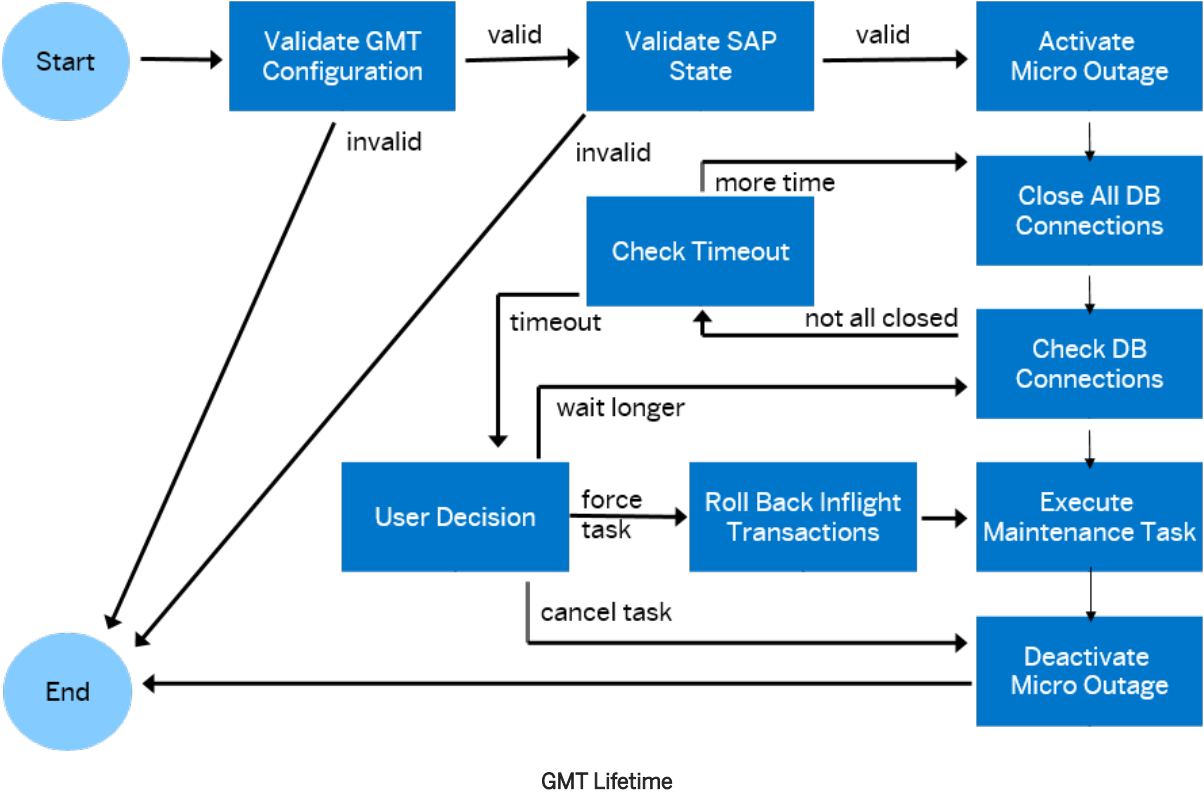 Start
Validate GMT
Configuration
valid
Validate SAP
State
valid
Activate
Micro Outage
invalid
invalid
more time
Close All DB
Connections
Check Timeout
timeout
not all closed
Check DB
Connections
wait longer
User Decision
force
task
Roll Back Inflight
Transactions
Execute
Maintenance Task
cancel task
Deactivate
Micro Outage
End
GMT Lifetime